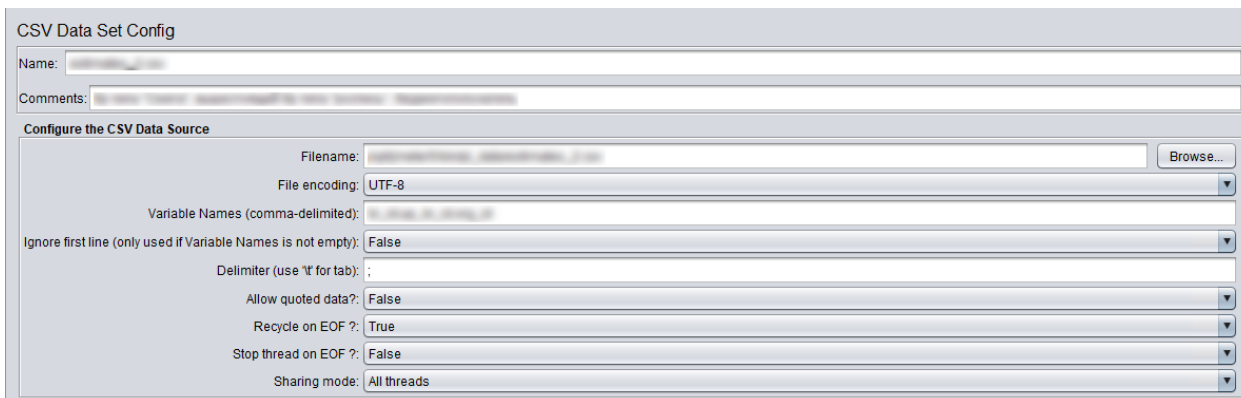 CSV Data Set Config
Name:
Comments:
Configure the CSV Data Source
Filename: Browse...
File encoding: UTF-8
Variable Names (comma-delimited):
Ignore first line (only used if Variable Names is not empty): False
Delimiter (use '\t' for tab): ;
Allow quoted data?: False
Recycle on EOF ?: True
Stop thread on EOF ?: False
Sharing mode: All threads